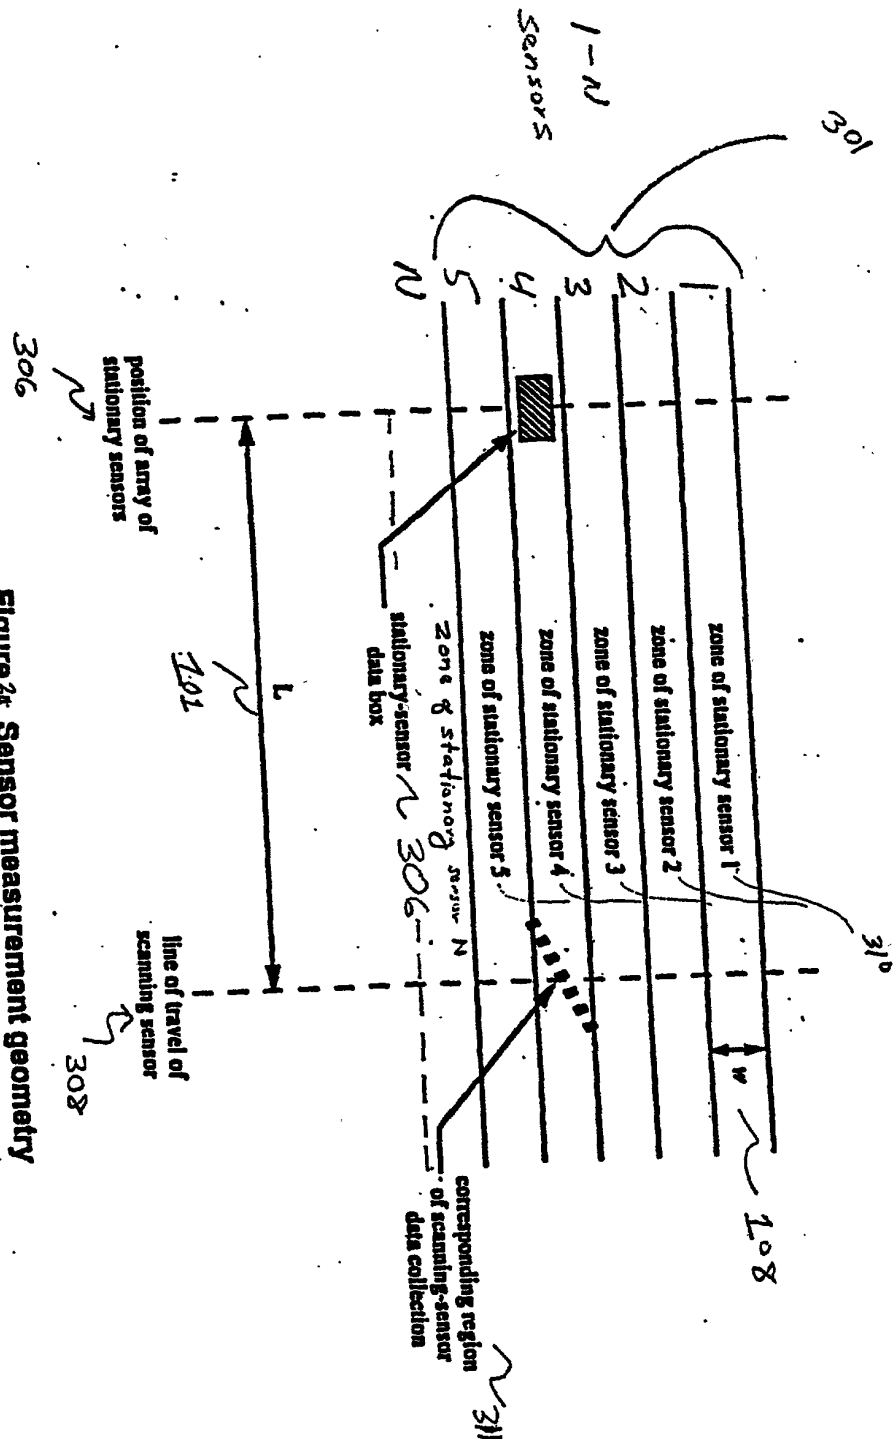 301
1-N
sensors
1
2
3
4
5
N
zone of stationary sensor 1
zone of stationary sensor 2
zone of stationary sensor 3
zone of stationary sensor 4
zone of stationary sensor 5
zone of stationary sensor N
w
108
stationary-sensor
data box
306
corresponding region
of scanning-sensor
data collection
311
L
position of array of
stationary sensors
306
line of travel of
scanning sensor
308
Sensor measurement geometry